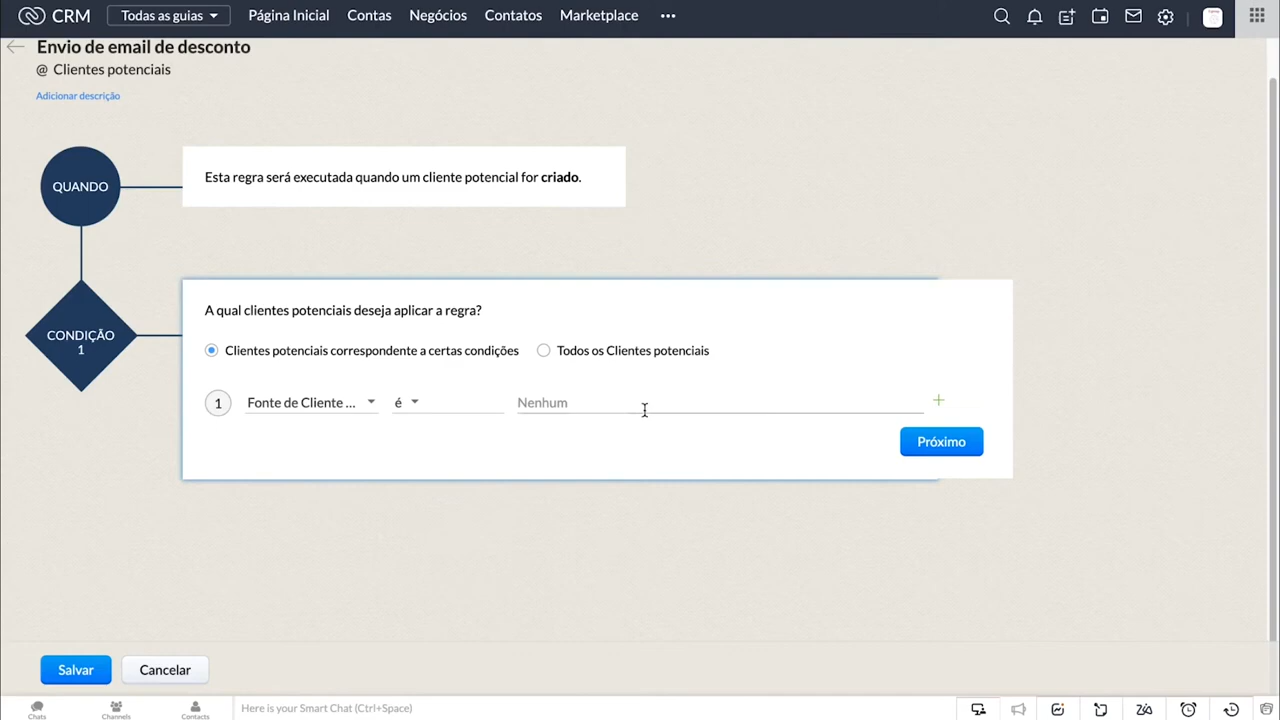 CRM Todas as guias Página Inicial Contas Negócios Contatos Marketplace •••
Envio de email de desconto
@ Clientes potenciais
Adicionar descrição
QUANDO
Esta regra será executada quando um cliente potencial for criado.
A qual clientes potenciais deseja aplicar a regra?
CONDIÇÃO
1
Clientes potenciais correspondente a certas condições Todos os Clientes potenciais
1 Fonte de Cliente ... é Nenhum +
Próximo
Salvar Cancelar
Here is your Smart Chat (Ctrl+Space)
Chats Channels Contacts